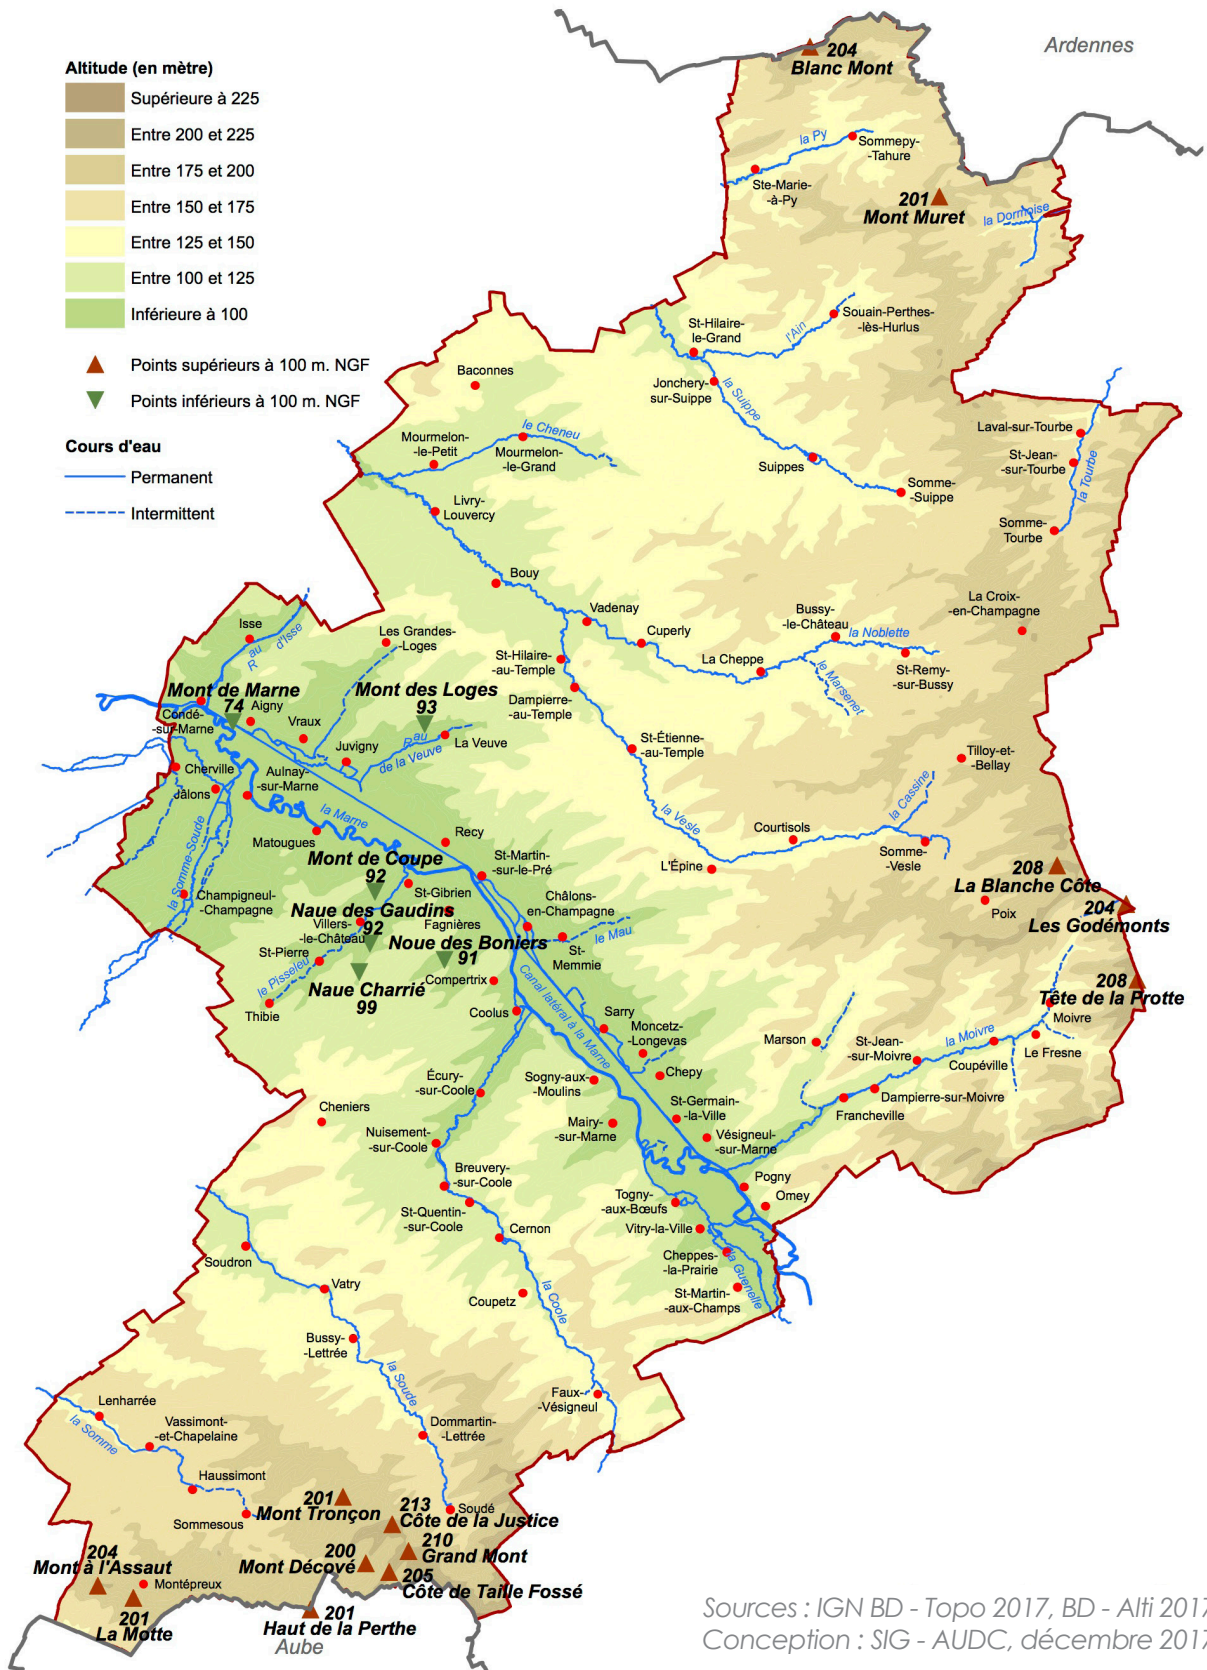 Ardennes
204
Blanc Mont
Altitude (en mètre)
Supérieure à 225
Entre 200 et 225
Entre 175 et 200
Entre 150 et 175
Entre 125 et 150
Entre 100 et 125
Inférieure à 100
Points supérieurs à 100 m. NGF
Points inférieurs à 100 m. NGF
Cours d'eau
Permanent
Intermittent
la Py
Sommepy-
-Tahure
Ste-Marie-
-à-Py
201
Mont Muret
la Dormoise
Souain-Perthes-
-lès-Hurlus
St-Hilaire-
le-Grand
l'Ain
Baconnes
Jonchery-
sur-Suippe
la Suippe
le Cheneu
Mourmelon-
-le-Petit
Mourmelon-
-le-Grand
Suippes
Somme-
-Suippe
Laval-sur-Tourbe
St-Jean-
-sur-Tourbe
la Tourbe
Somme-
Tourbe
Livry-
Louvercy
Bouy
Vadenay
La Croix-
-en-Champagne
Bussy-
-le-Château
la Noblette
Isse
R au d'Isse
Les Grandes-
-Loges
Cuperly
St-Hilaire-
-au-Temple
La Cheppe
le Marsenet
St-Remy-
-sur-Bussy
Mont de Marne
74
Mont des Loges
93
Dampierre-
-au-Temple
Condé-
-sur-Marne
Aigny
Vraux
Juvigny
R au
de la Veuve
La Veuve
St-Étienne-
-au-Temple
Tilloy-et-
-Bellay
Cherville
Jâlons
Aulnay-
-sur-Marne
la Marne
la Cassine
la Somme-Soude
Matougues
Recy
la Vesle
Courtisols
Somme-
-Vesle
Mont de Coupe
92
St-Martin-
-sur-le-Pré
L'Épine
208
La Blanche Côte
Champigneul-
-Champagne
St-Gibrien
Châlons-
en-Champagne
Poix
204
Les Godémonts
Naue des Gaudins
92
Fagnières
Villers-
-le-Château
St-Pierre
Noue des Boniers
91
St-
Memmie
le Mau
le Pisseleu
Naue Charrié
99
Compertrix
Thibie
Coolus
Canal latéral à la Marne
208
Tête de la Protte
Moivre
Sarry
Moncetz-
-Longevas
Marson
St-Jean-
-sur-Moivre
la Moivre
Coupéville
Le Fresne
Écury-
-sur-Coole
Sogny-aux-
-Moulins
Chepy
Dampierre-sur-Moivre
Francheville
Cheniers
St-Germain-
-la-Ville
Mairy-
-sur-Marne
Vésigneul-
-sur-Marne
Nuisement-
-sur-Coole
Breuvery-
-sur-Coole
Pogny
Omey
Togny-
-aux-Bœufs
St-Quentin-
-sur-Coole
Cernon
Vitry-la-Ville
Soudron
Cheppes-
-la-Prairie
la Guenelle
Vatry
Coupetz
la Coole
St-Martin-
-aux-Champs
Bussy-
-Lettrée
la Soude
Faux-
-Vésigneul
Lenharrée
la Somme
Vassimont-
-et-Chapelaine
Dommartin-
-Lettrée
Haussimont
Sommesous
201
Mont Tronçon
213
Côte de la Justice
Soudé
204
Mont à l'Assaut
200
Mont Décové
210
Grand Mont
Montépreux
205
Côte de Taille Fossé
201
La Motte
201
Haut de la Perthe
Aube
Sources : IGN BD - Topo 2017, BD - Alti 2017
Conception : SIG - AUDC, décembre 2017